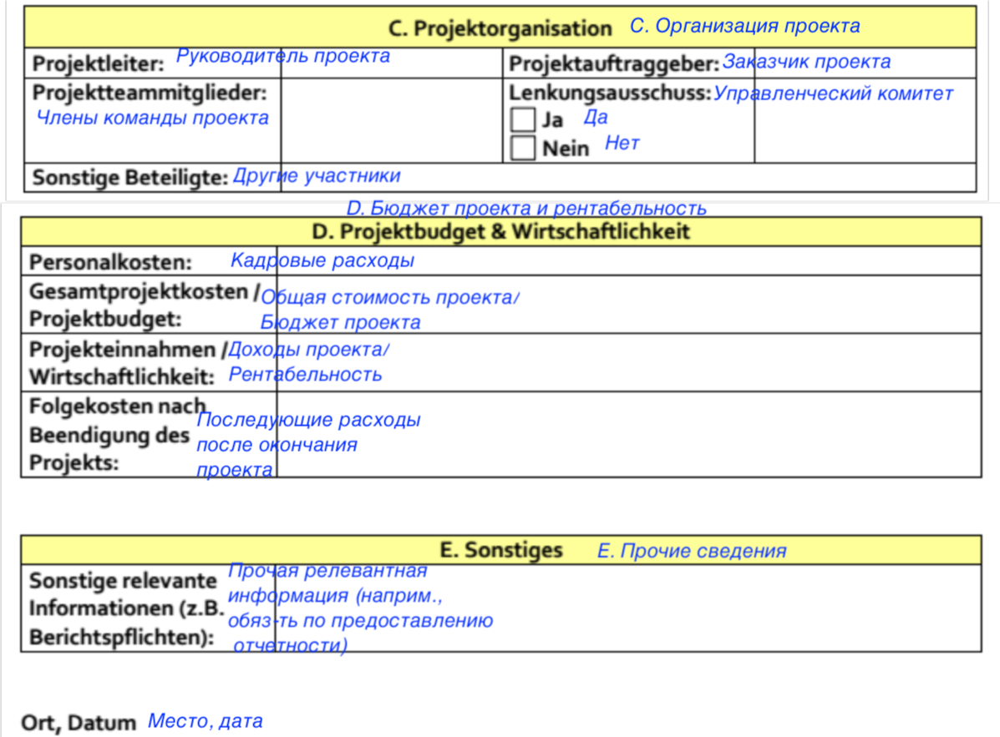 C. Projektorganisation C. Организация проекта
Projektleiter: Руководитель проекта Projektauftraggeber: Заказчик проекта
Projektteammitglieder: Lenkungsausschuss: Управленческий комитет
Члены команды проекта Ja Да
Nein Нет
Sonstige Beteiligte: Другие участники
D. Бюджет проекта и рентабельность
D. Projektbudget & Wirtschaftlichkeit
Personalkosten: Кадровые расходы
Gesamtprojektkosten / Общая стоимость проекта/
Projektbudget: Бюджет проекта
Projekteinnahmen / Доходы проекта/
Wirtschaftlichkeit: Рентабельность
Folgekosten nach Последующие расходы
Beendigung des после окончания
Projekts: проекта
E. Sonstiges E. Прочие сведения
Sonstige relevante Прочая релевантная
Informationen (z.B. информация (наприм.,
Berichtspflichten): обяз-ть по предоставлению
отчетности)
Ort, Datum Место, дата